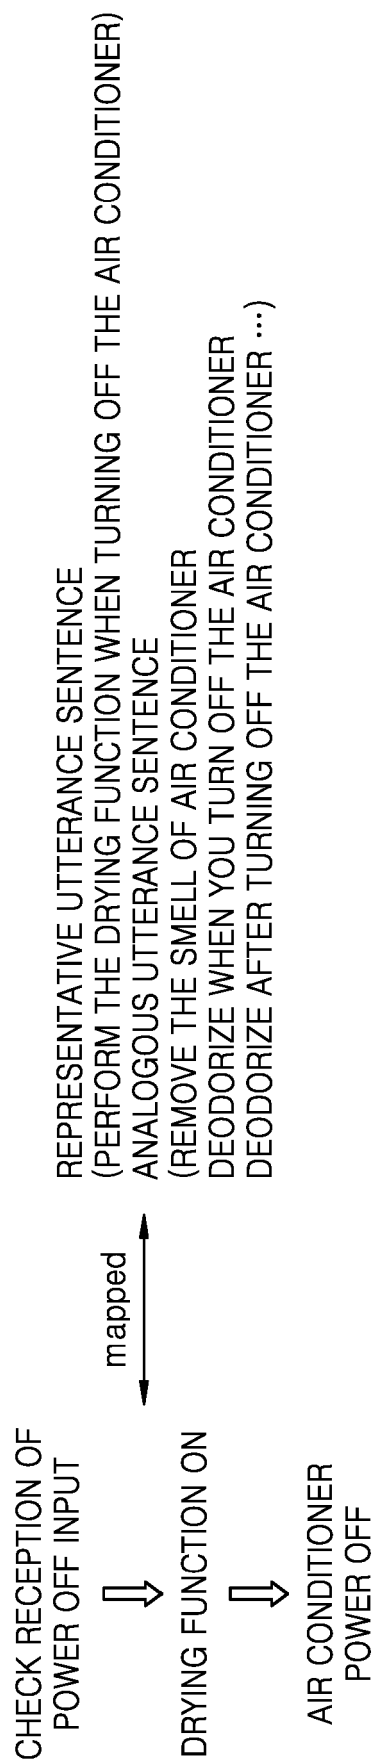 CHECK RECEPTION OF
POWER OFF INPUT
DRYING FUNCTION ON
AIR CONDITIONER
POWER OFF
mapped
REPRESENTATIVE UTTERANCE SENTENCE
(PERFORM THE DRYING FUNCTION WHEN TURNING OFF THE AIR CONDITIONER)
ANALOGOUS UTTERANCE SENTENCE
(REMOVE THE SMELL OF AIR CONDITIONER
DEODORIZE WHEN YOU TURN OFF THE AIR CONDITIONER
DEODORIZE AFTER TURNING OFF THE AIR CONDITIONER ...)